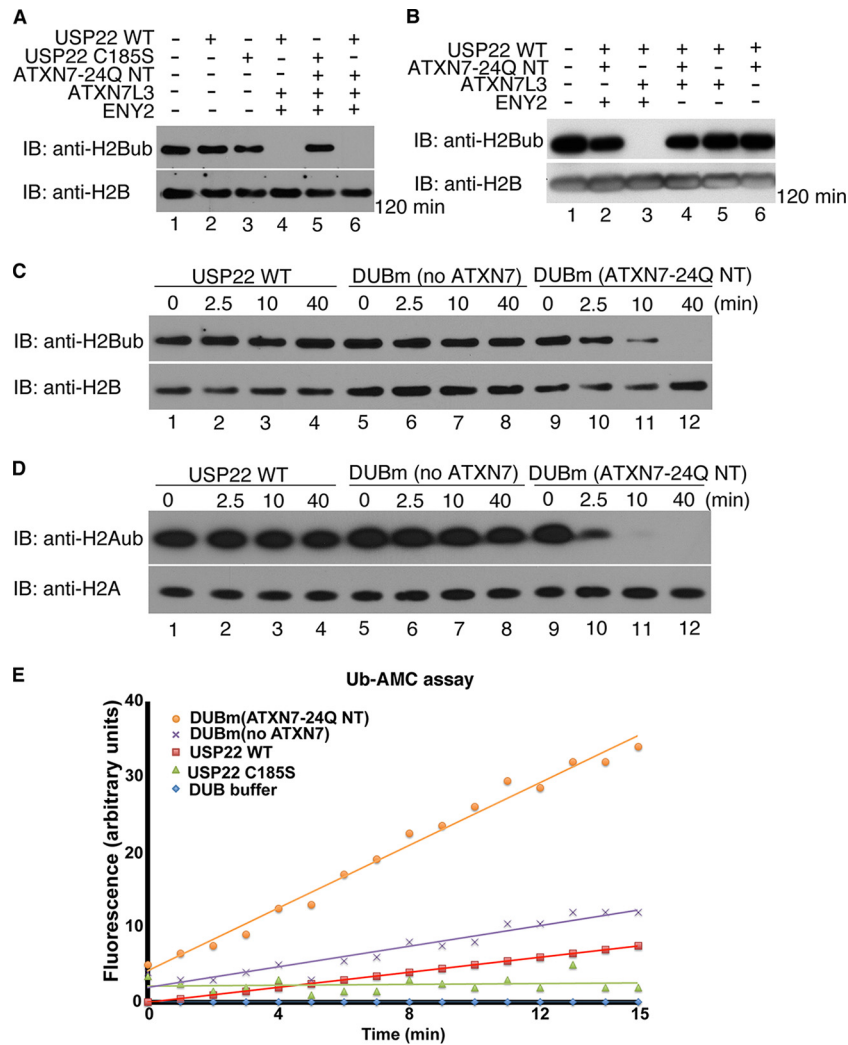 A
USP22 WT - + - + - +
USP22 C185S - - + - + -
ATXN7-24Q NT - - - - + +
ATXN7L3 - - - + + +
ENY2 - - - + + +
IB: anti-H2Bub
IB: anti-H2B
120 min
1 2 3 4 5 6
B
USP22 WT - + + + + +
ATXN7-24Q NT - + - + - +
ATXN7L3 - - + + + -
ENY2 - + + - - -
IB: anti-H2Bub
IB: anti-H2B
120 min
1 2 3 4 5 6
C
USP22 WT DUBm (no ATXN7) DUBm (ATXN7-24Q NT)
0 2.5 10 40 0 2.5 10 40 0 2.5 10 40 (min)
IB: anti-H2Bub
IB: anti-H2B
1 2 3 4 5 6 7 8 9 10 11 12
D
USP22 WT DUBm (no ATXN7) DUBm (ATXN7-24Q NT)
0 2.5 10 40 0 2.5 10 40 0 2.5 10 40 (min)
IB: anti-H2Aub
IB: anti-H2A
1 2 3 4 5 6 7 8 9 10 11 12
E
Ub-AMC assay
Fluorescence (arbitrary units)
40
30
20
10
0
DUBm(ATXN7-24Q NT)
DUBm(no ATXN7)
USP22 WT
USP22 C185S
DUB buffer
0 4 8 12 15
Time (min)